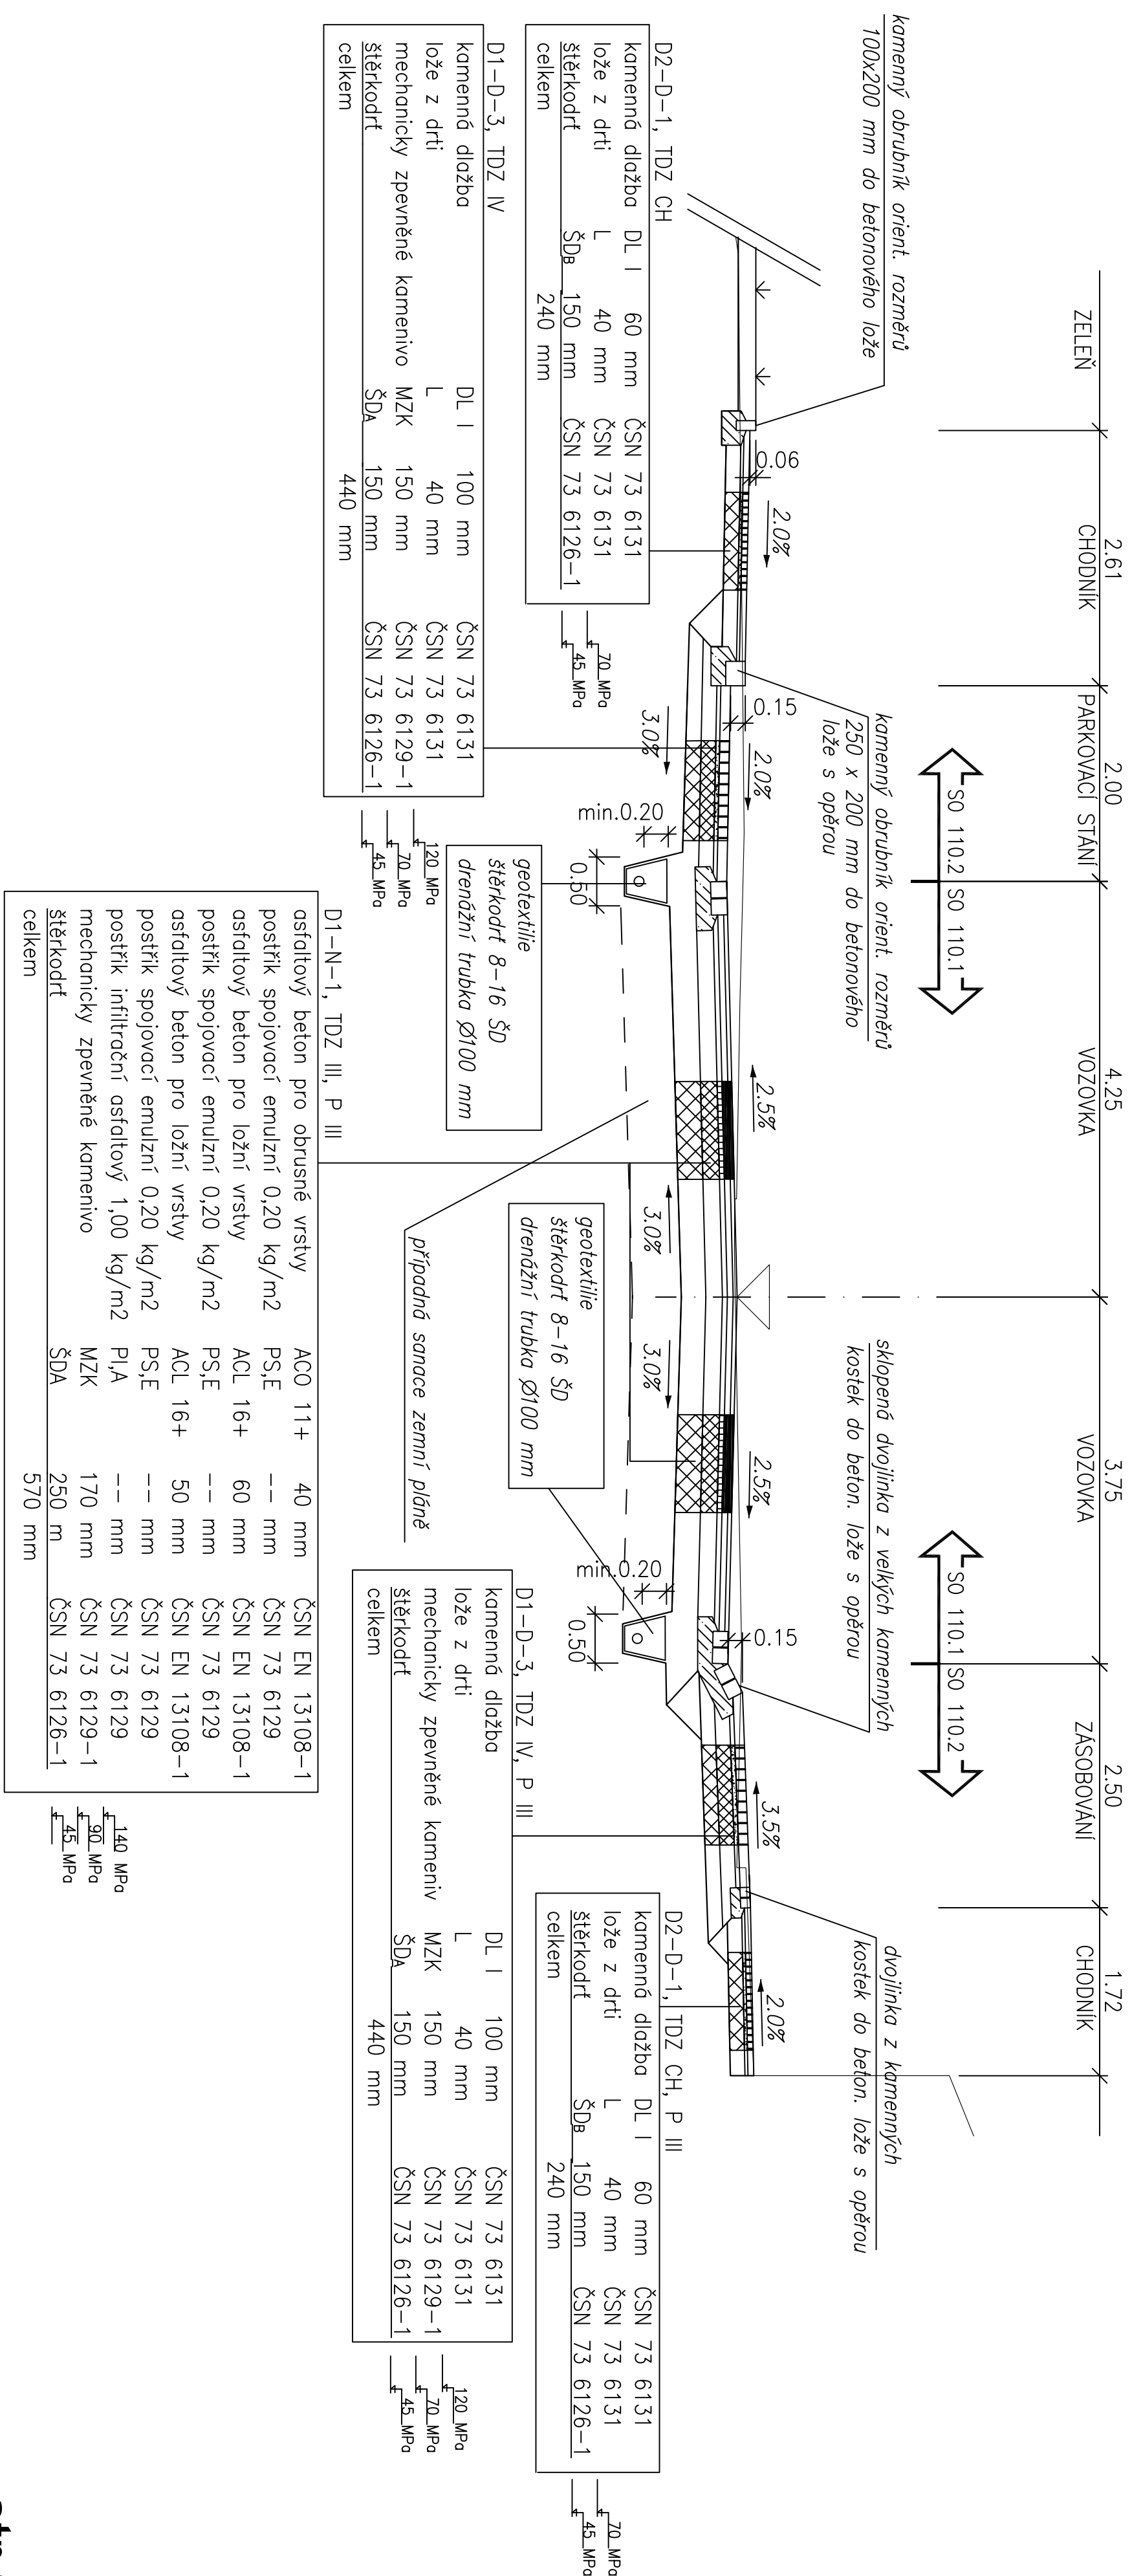 ZELEŇ
2.61
CHODNÍK
2.00
PARKOVACÍ STÁNÍ
4.25
VOZOVKA
3.75
VOZOVKA
2.50
ZÁSOBOVÁNÍ
1.72
CHODNÍK
SO 110.2 SO 110.1
SO 110.1 SO 110.2
kamenný obrubník orient. rozměrů
100x200 mm do betonového lože
kamenný obrubník orient. rozměrů
250 x 200 mm do betonového
lože s opěrou
sklopená dvojlinka z velkých kamenných
kostek do beton. lože s opěrou
dvojlinka z kamenných
kostek do beton. lože s opěrou
0.06
2.0%
0.15
2.0%
3.0%
2.5%
3.0%
3.0%
2.5%
0.15
3.5%
2.0%
min.0.20
0.50
min.0.20
0.50
D2-D-1, TDZ CH
kamenná dlažba DL I 60 mm ČSN 73 6131
lože z drti L 40 mm ČSN 73 6131
štěrkodrť ŠDB 150 mm ČSN 73 6126-1
celkem 240 mm
70 MPa
45 MPa
D1-D-3, TDZ IV
kamenná dlažba DL I 100 mm ČSN 73 6131
lože z drti L 40 mm ČSN 73 6131
mechanicky zpevněné kamenivo MZK 150 mm ČSN 73 6129-1
štěrkodrť ŠDA 150 mm ČSN 73 6126-1
celkem 440 mm
120 MPa
70 MPa
45 MPa
geotextilie
štěrkodrť 8-16 ŠD
drenážní trubka Ø100 mm
geotextilie
štěrkodrť 8-16 ŠD
drenážní trubka Ø100 mm
případná sanace zemní pláně
D1-N-1, TDZ III, P III
asfaltový beton pro obrusné vrstvy ACO 11+ 40 mm ČSN EN 13108-1
postřik spojovací emulzní 0,20 kg/m2 PS,E -- mm ČSN 73 6129
asfaltový beton pro ložní vrstvy ACL 16+ 60 mm ČSN EN 13108-1
postřik spojovací emulzní 0,20 kg/m2 PS,E -- mm ČSN 73 6129
asfaltový beton pro ložní vrstvy ACL 16+ 50 mm ČSN EN 13108-1
postřik spojovací emulzní 0,20 kg/m2 PS,E -- mm ČSN 73 6129
postřik infiltrační asfaltový 1,00 kg/m2 PI,A -- mm ČSN 73 6129
mechanicky zpevněné kamenivo MZK 170 mm ČSN 73 6129-1
štěrkodrť ŠDA 250 m ČSN 73 6126-1
celkem 570 mm
140 MPa
90 MPa
45 MPa
D1-D-3, TDZ IV, P III
kamenná dlažba DL I 100 mm ČSN 73 6131
lože z drti L 40 mm ČSN 73 6131
mechanicky zpevněné kameniv MZK 150 mm ČSN 73 6129-1
štěrkodrť ŠDA 150 mm ČSN 73 6126-1
celkem 440 mm
120 MPa
70 MPa
45 MPa
D2-D-1, TDZ CH, P III
kamenná dlažba DL I 60 mm ČSN 73 6131
lože z drti L 40 mm ČSN 73 6131
štěrkodrť ŠDB 150 mm ČSN 73 6126-1
celkem 240 mm
70 MPa
45 MPa